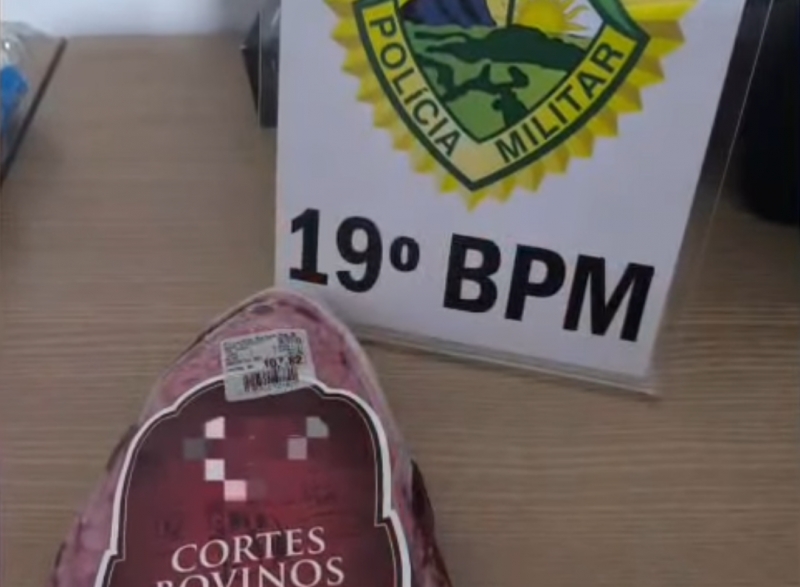 POLÍCIA MILITAR
19º BPM
CORTES
BOVINOS